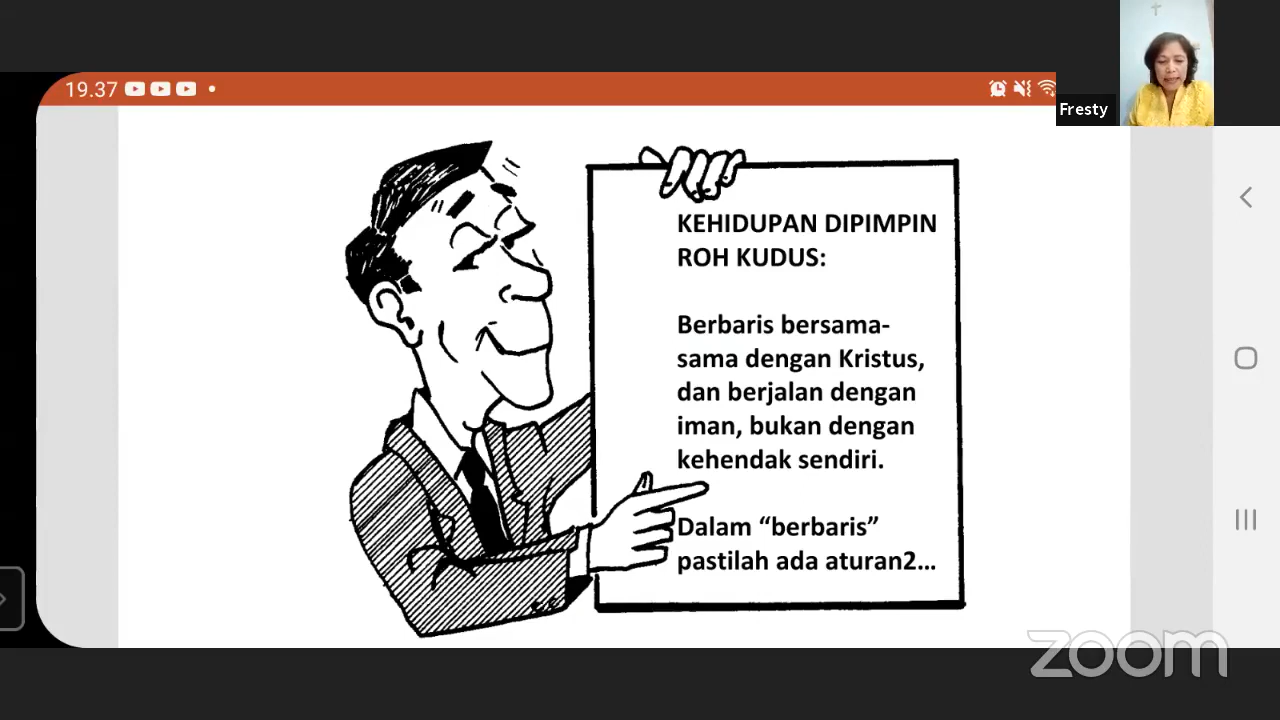 19.37
Fresty
KEHIDUPAN DIPIMPIN
ROH KUDUS:
Berbaris bersama-
sama dengan Kristus,
dan berjalan dengan
iman, bukan dengan
kehendak sendiri.
Dalam “berbaris”
pastilah ada aturan2...
zoom